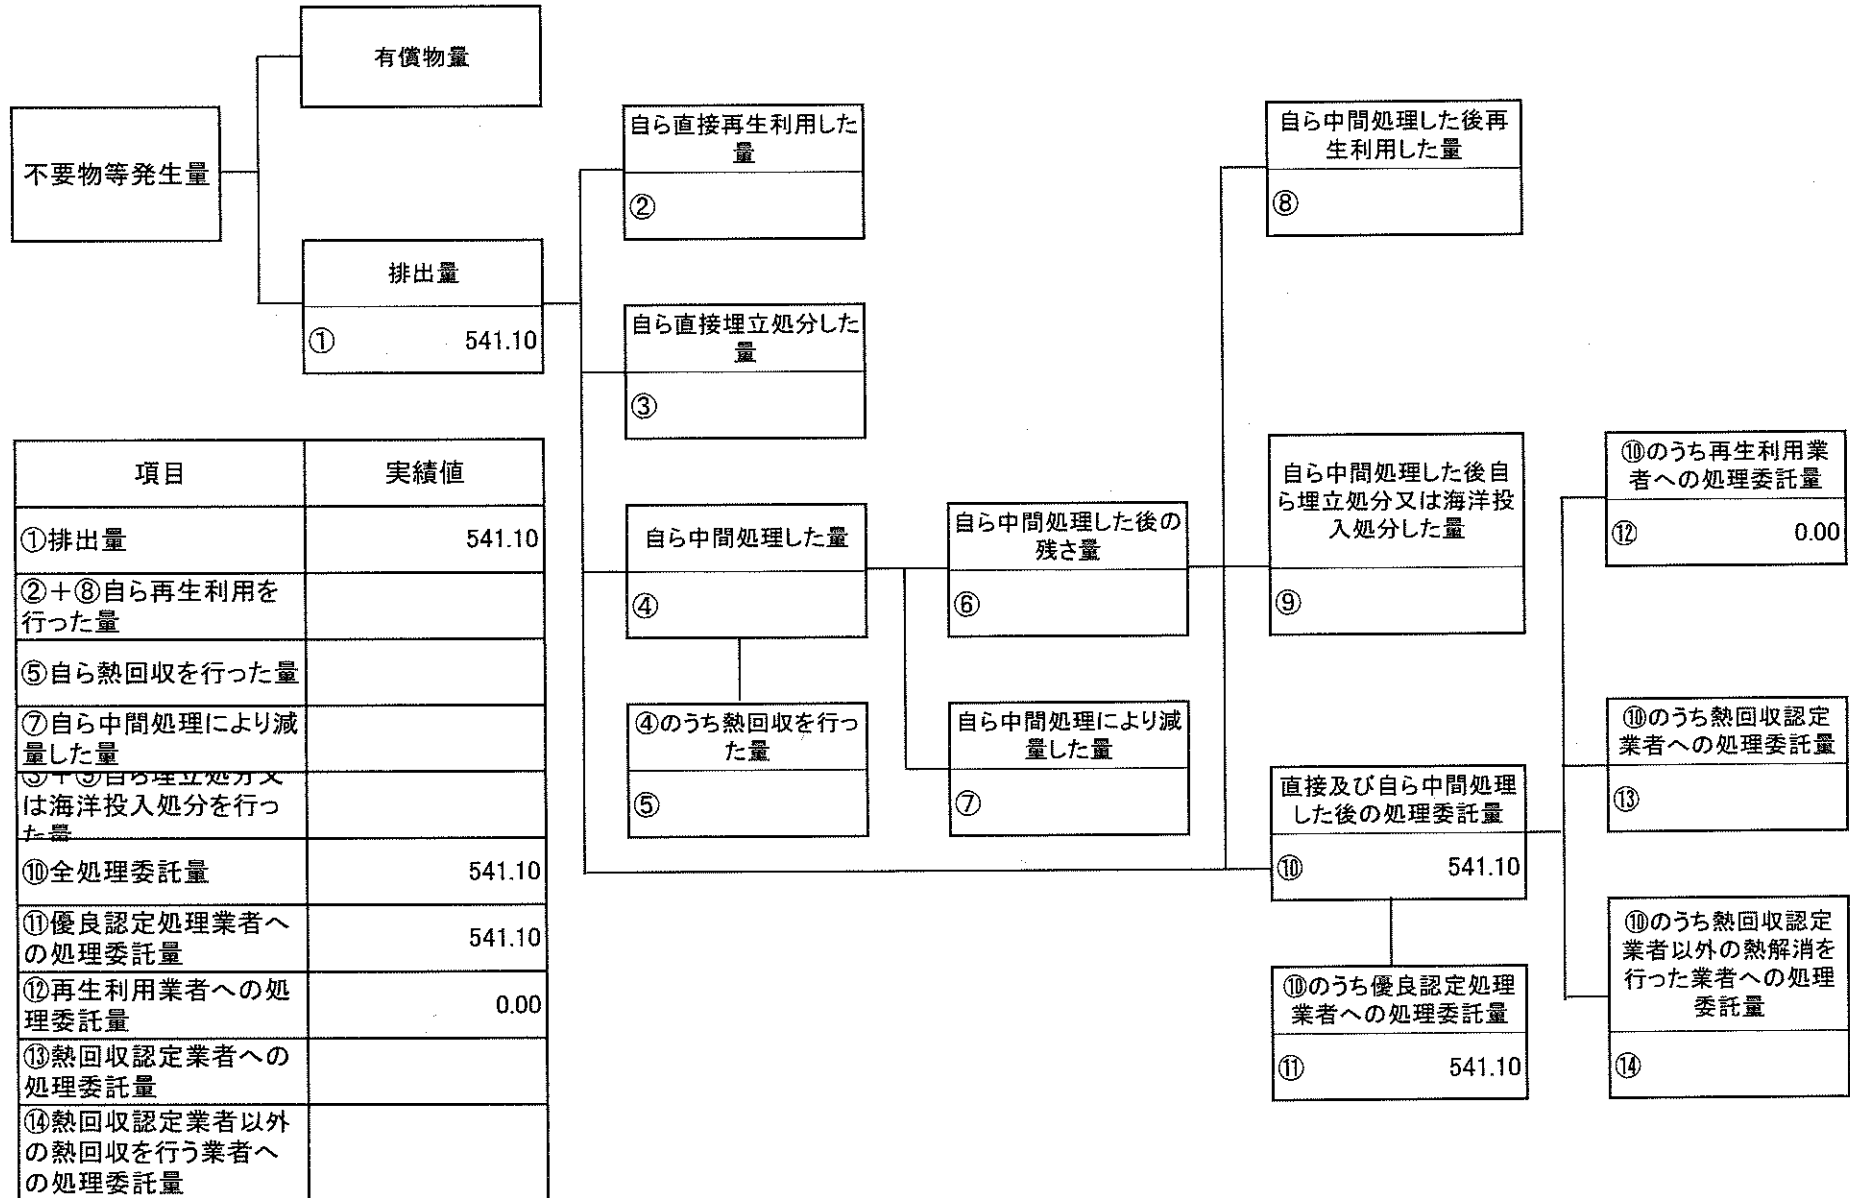 有償物量
不要物等発生量
排出量
① 541.10
自ら直接再生利用した
量
②
自ら直接埋立処分した
量
③
自ら中間処理した量
④
④のうち熱回収を行っ
た量
⑤
自ら中間処理した後の
残さ量
⑥
自ら中間処理により減
量した量
⑦
自ら中間処理した後再
生利用した量
⑧
自ら中間処理した後自
ら埋立処分又は海洋投
入処分した量
⑨
直接及び自ら中間処理
した後の処理委託量
⑩ 541.10
⑩のうち優良認定処理
業者への処理委託量
⑪ 541.10
⑩のうち再生利用業
者への処理委託量
⑫ 0.00
⑩のうち熱回収認定
業者への処理委託量
⑬
⑩のうち熱回収認定
業者以外の熱解消を
行った業者への処理
委託量
⑭
項目 実績値
①排出量 541.10
②+⑧自ら再生利用を
行った量
⑤自ら熱回収を行った量
⑦自ら中間処理により減
量した量
③+⑨自ら埋立処分又
は海洋投入処分を行っ
た量
⑩全処理委託量 541.10
⑪優良認定処理業者へ
の処理委託量 541.10
⑫再生利用業者への処
理委託量 0.00
⑬熱回収認定業者への
処理委託量
⑭熱回収認定業者以外
の熱回収を行う業者へ
の処理委託量